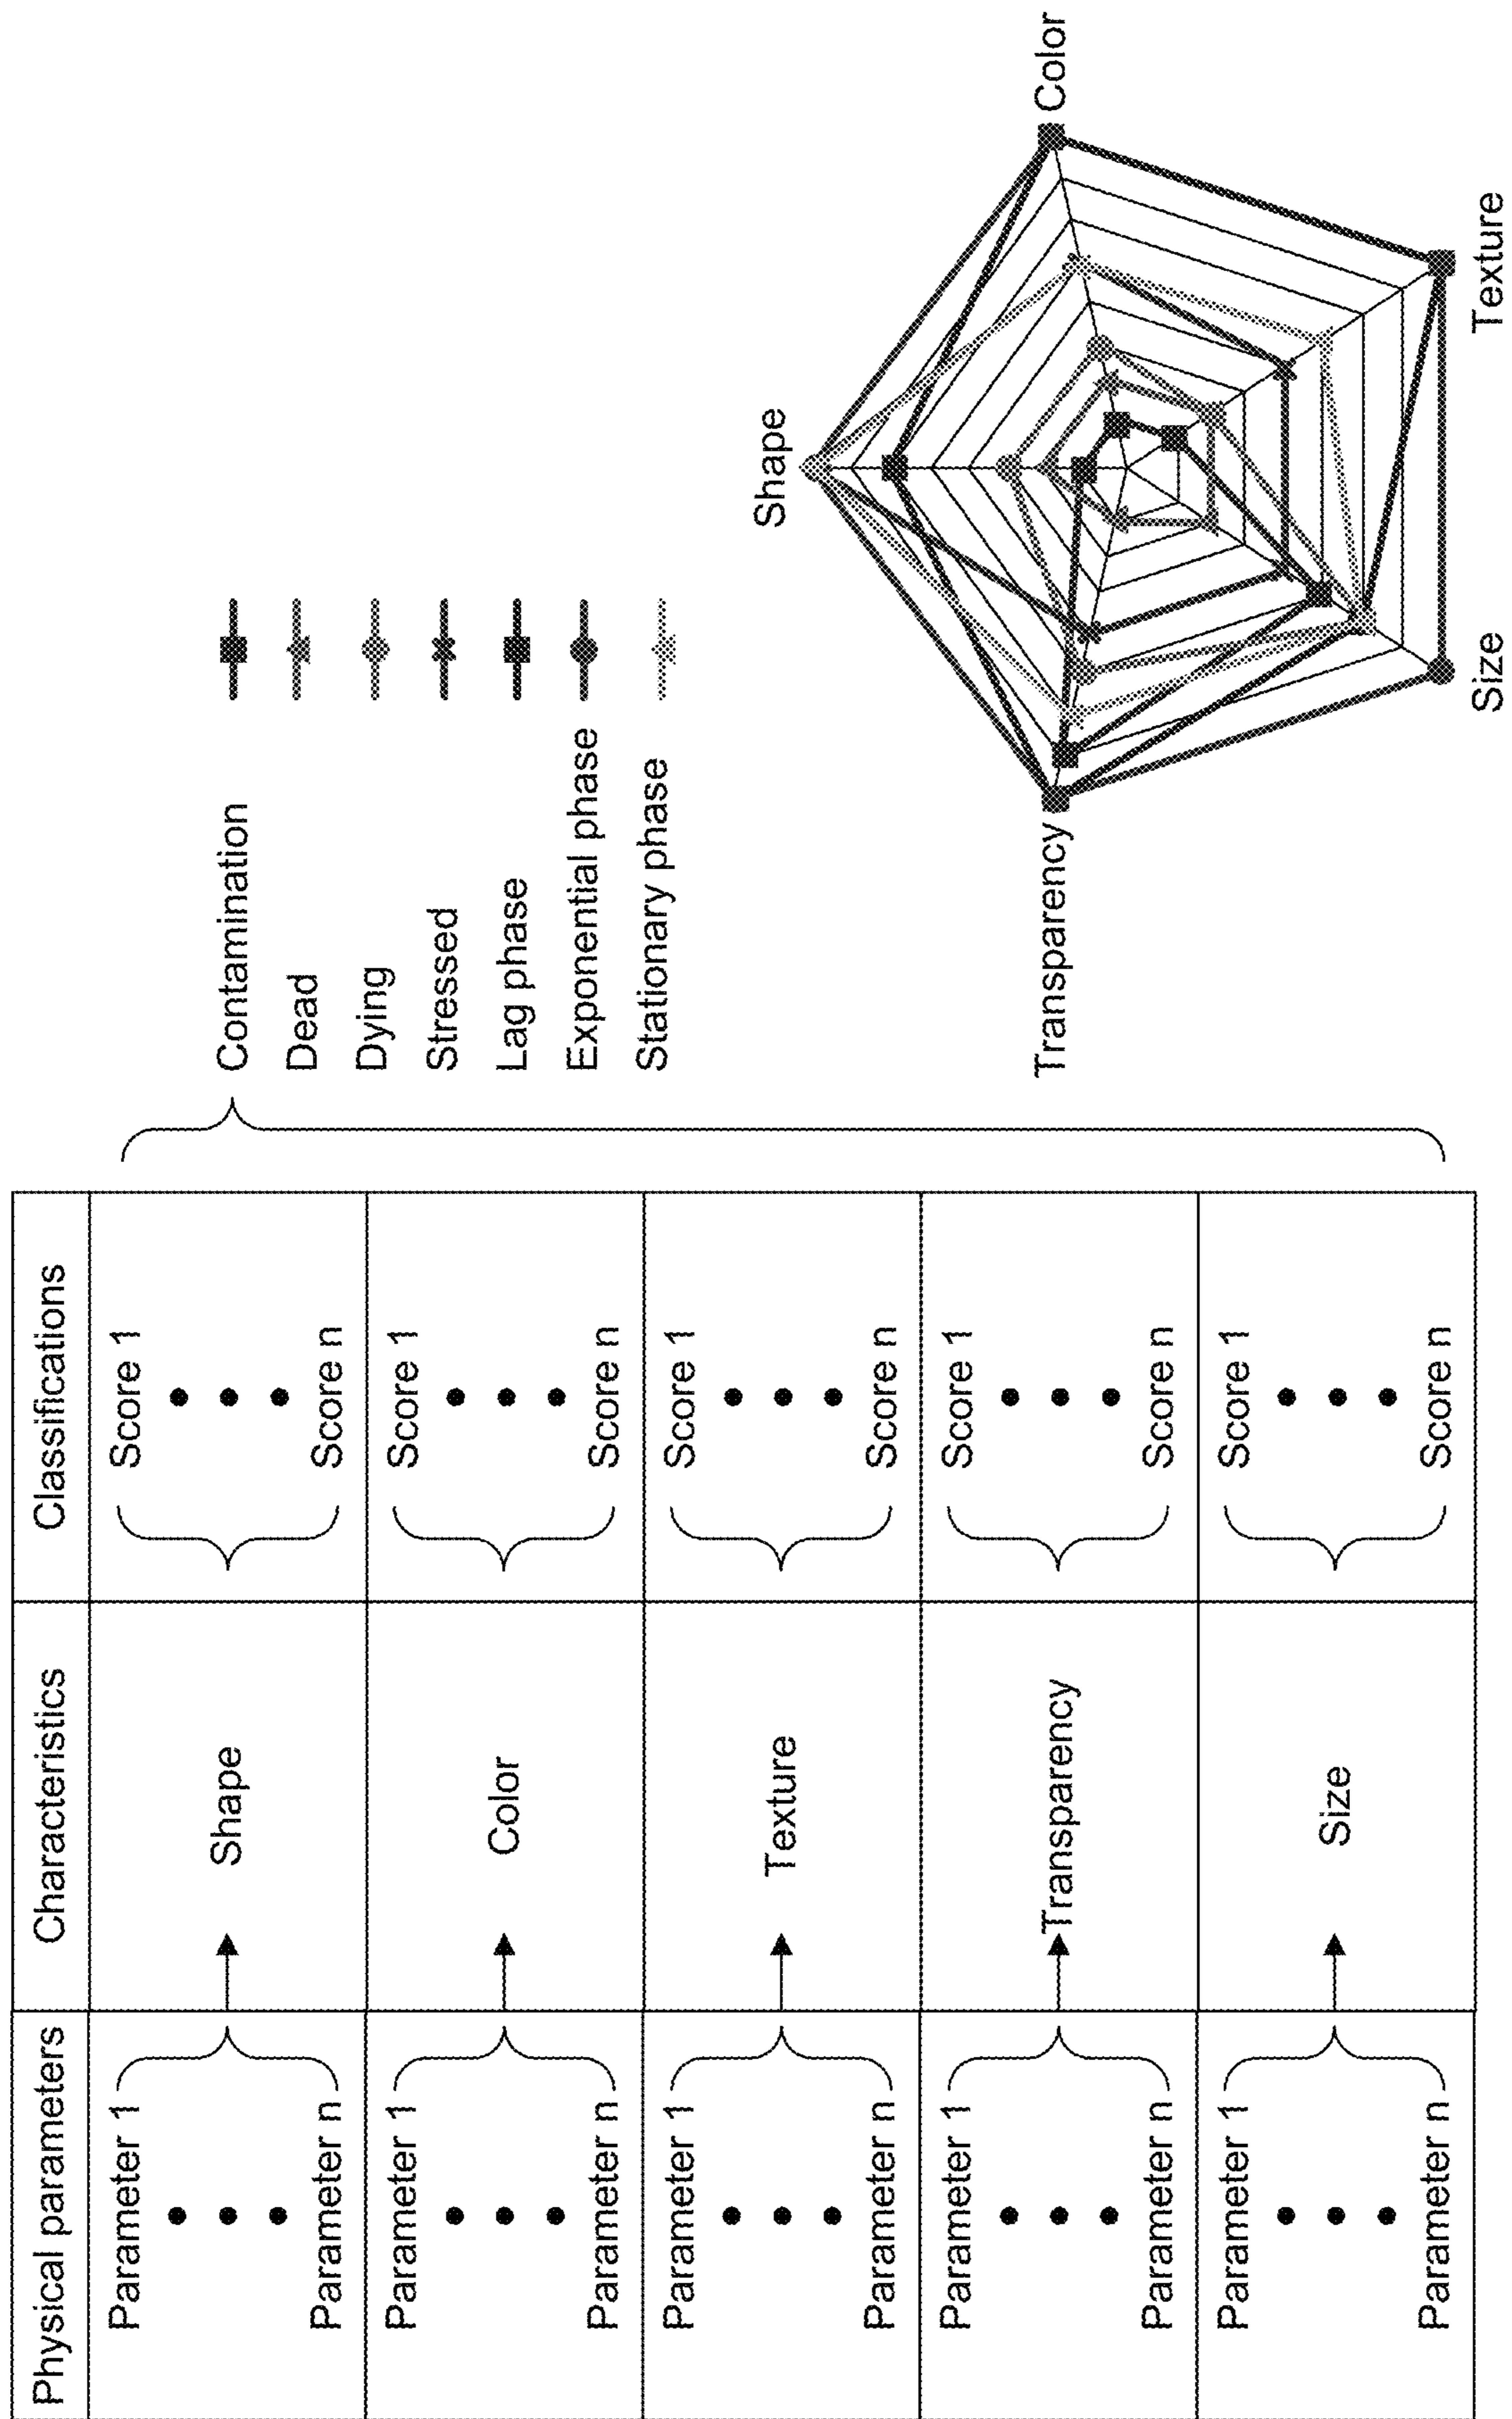 Physical parameters
Characteristics
Classifications
Parameter 1
Parameter n
Shape
Score 1
Score n
Parameter 1
Parameter n
Color
Score 1
Score n
Parameter 1
Parameter n
Texture
Score 1
Score n
Parameter 1
Parameter n
Transparency
Score 1
Score n
Parameter 1
Parameter n
Size
Score 1
Score n
Contamination
Dead
Dying
Stressed
Lag phase
Exponential phase
Stationary phase
Shape
Color
Texture
Size
Transparency